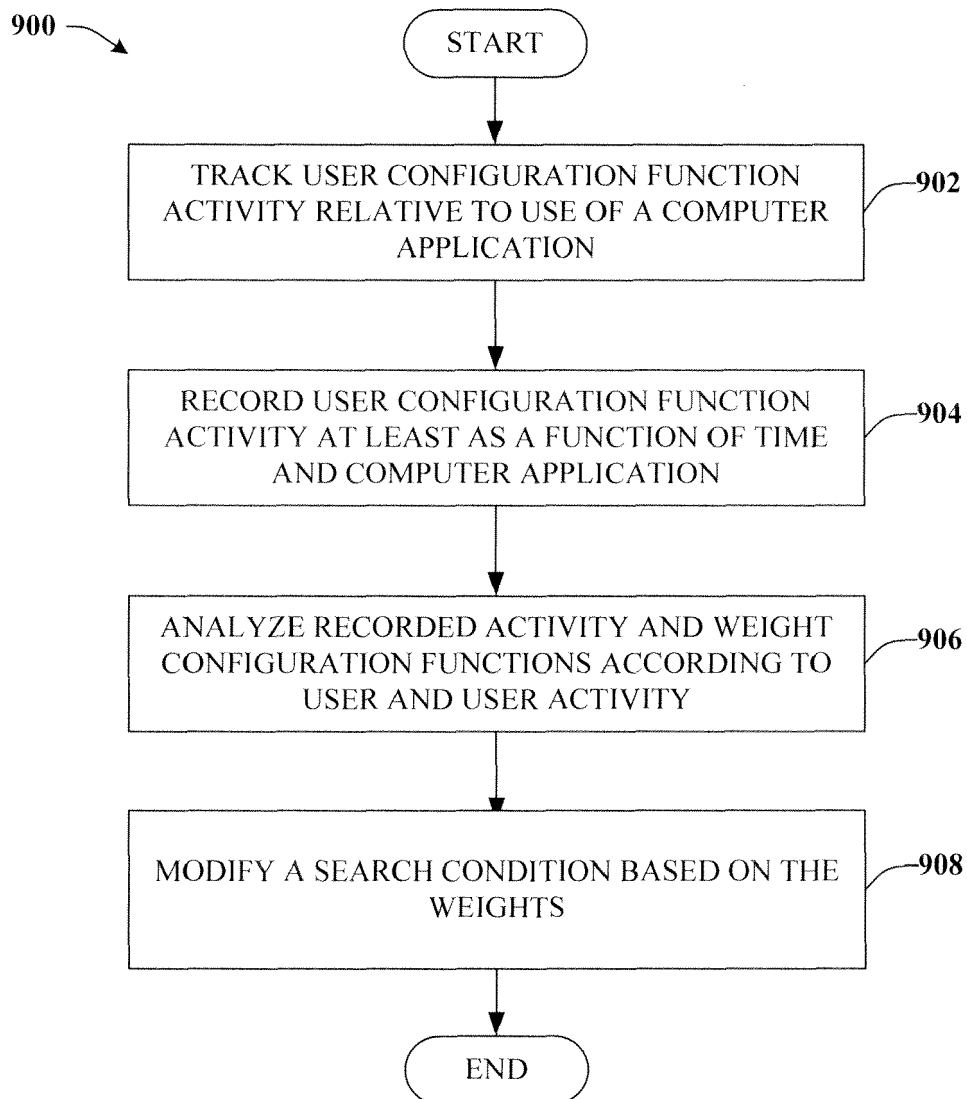 900
START
TRACK USER CONFIGURATION FUNCTION
ACTIVITY RELATIVE TO USE OF A COMPUTER
APPLICATION
902
RECORD USER CONFIGURATION FUNCTION
ACTIVITY AT LEAST AS A FUNCTION OF TIME
AND COMPUTER APPLICATION
904
ANALYZE RECORDED ACTIVITY AND WEIGHT
CONFIGURATION FUNCTIONS ACCORDING TO
USER AND USER ACTIVITY
906
MODIFY A SEARCH CONDITION BASED ON THE
WEIGHTS
908
END